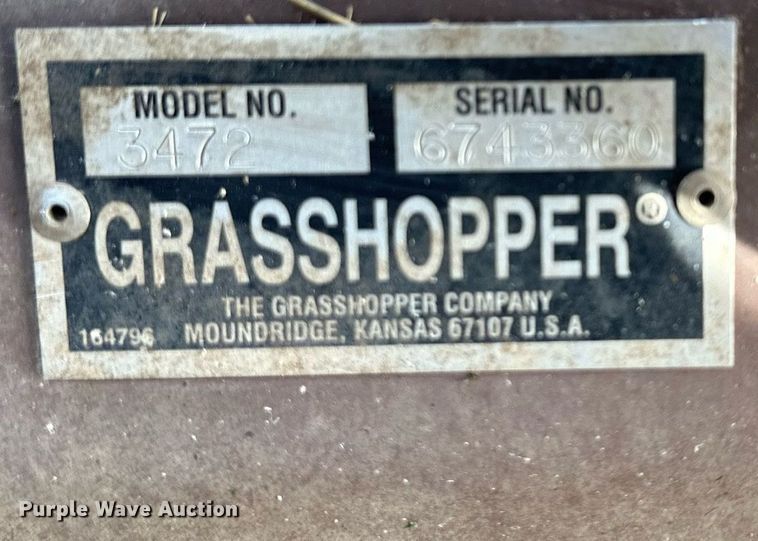 MODEL NO. SERIAL NO.
3472 6743360
GRASSHOPPER®
THE GRASSHOPPER COMPANY
164796 MOUNDRIDGE, KANSAS 67107 U.S.A.
Purple Wave Auction